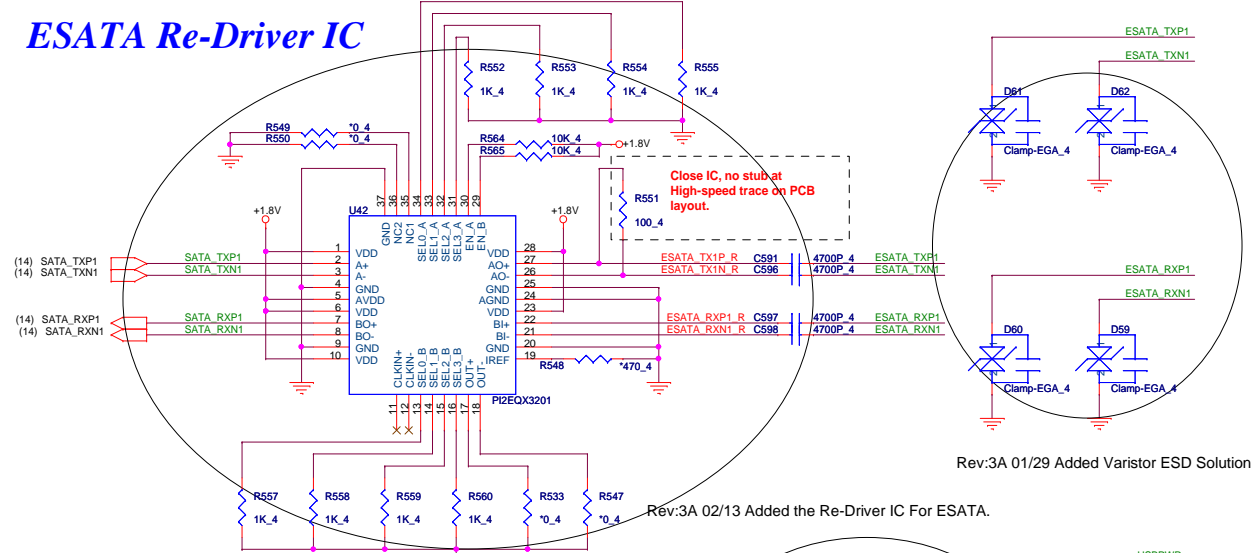 ESATA Re-Driver IC
ESATA_TXP1
ESATA_TXN1
R552
1K_4
R553
1K_4
R554
1K_4
R555
1K_4
D61
1
2
Clamp-EGA_4
D62
1
2
Clamp-EGA_4
R549 *0_4
R550 *0_4
R564 10K_4
R565 10K_4
+1.8V
Close IC, no stub at
High-speed trace on PCB
layout.
R551
100_4
+1.8V
U42
+1.8V
37 36 35 34 33 32 31 30 29
GND NC2 NC1 SEL0_A SEL1_A SEL2_A SEL3_A EN_A EN_B
1 VDD
2 A+
3 A-
4 GND
5 AVDD
6 VDD
7 BO+
8 BO-
9 GND
10 VDD
VDD 28
AO+ 27
AO- 26
GND 25
AGND 24
VDD 23
BI+ 22
BI- 21
GND 20
IREF 19
CLKIN+ CLKIN- SEL0_B SEL1_B SEL2_B SEL3_B OUT+ OUT-
11 12 13 14 15 16 17 18
PI2EQX3201
(14) SATA_TXP1 SATA_TXP1
(14) SATA_TXN1 SATA_TXN1
(14) SATA_RXP1 SATA_RXP1
(14) SATA_RXN1 SATA_RXN1
ESATA_TX1P_R C591 4700P_4 ESATA_TXP1
ESATA_TX1N_R C596 4700P_4 ESATA_TXN1
ESATA_RXP1_R C597 4700P_4 ESATA_RXP1
ESATA_RXN1_R C598 4700P_4 ESATA_RXN1
R548 *470_4
ESATA_RXP1
ESATA_RXN1
D60
1
2
Clamp-EGA_4
D59
1
2
Clamp-EGA_4
Rev:3A 01/29 Added Varistor ESD Solution
R557
1K_4
R558
1K_4
R559
1K_4
R560
1K_4
R533
*0_4
R547
*0_4
Rev:3A 02/13 Added the Re-Driver IC For ESATA.